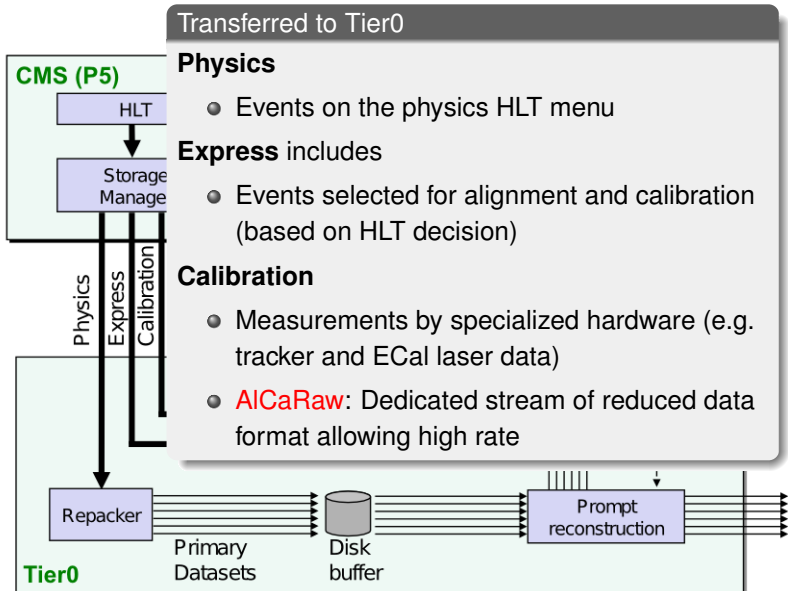 Transferred to Tier0
Physics
Events on the physics HLT menu
Express includes
Events selected for alignment and calibration
(based on HLT decision)
Calibration
Measurements by specialized hardware (e.g.
tracker and ECal laser data)
AlCaRaw: Dedicated stream of reduced data
format allowing high rate
CMS (P5)
HLT
Storage
Manage
Physics
Express
Calibration
Repacker
Primary
Datasets
Disk
buffer
Prompt
reconstruction
Tier0